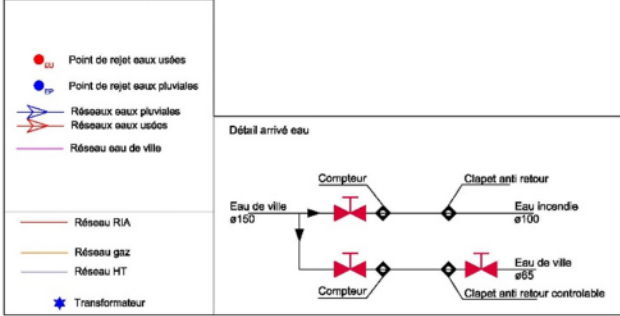 EU Point de rejet eaux usées
EP Point de rejet eaux pluviales
Réseaux eaux pluviales
Réseaux eaux usées
Réseau eau de ville
Réseau RIA
Réseau gaz
Réseau HT
Transformateur
Détail arrivé eau
Compteur
Clapet anti retour
Eau de ville
ø150
Eau incendie
ø100
Eau de ville
ø65
Compteur
Clapet anti retour controlable